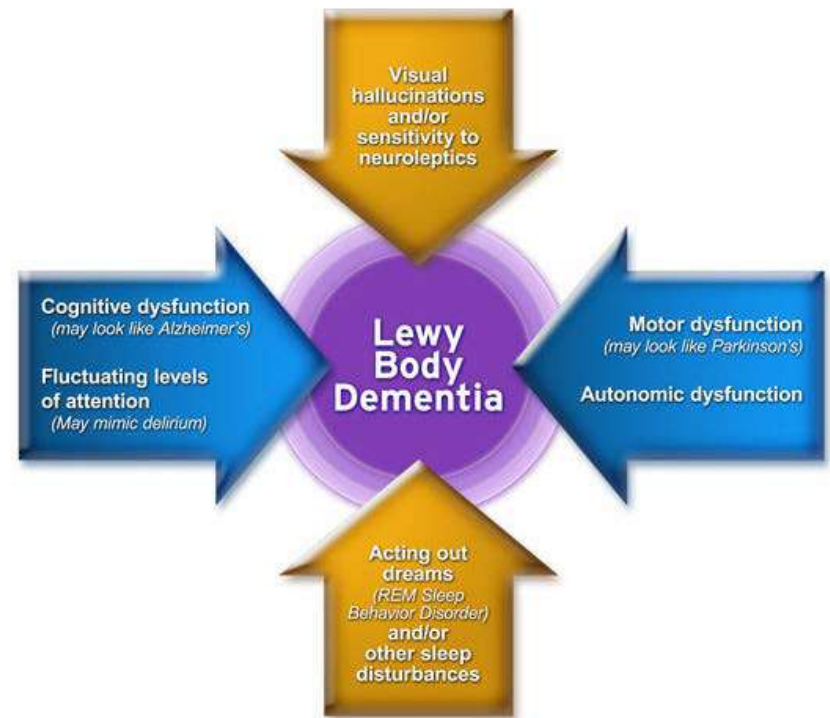 Visual
hallucinations
and/or
sensitivity to
neuroleptics
Cognitive dysfunction
(may look like Alzheimer's)
Fluctuating levels
of attention
(May mimic delirium)
Lewy
Body
Dementia
Motor dysfunction
(may look like Parkinson's)
Autonomic dysfunction
Acting out
dreams
(REM Sleep
Behavior Disorder)
and/or
other sleep
disturbances